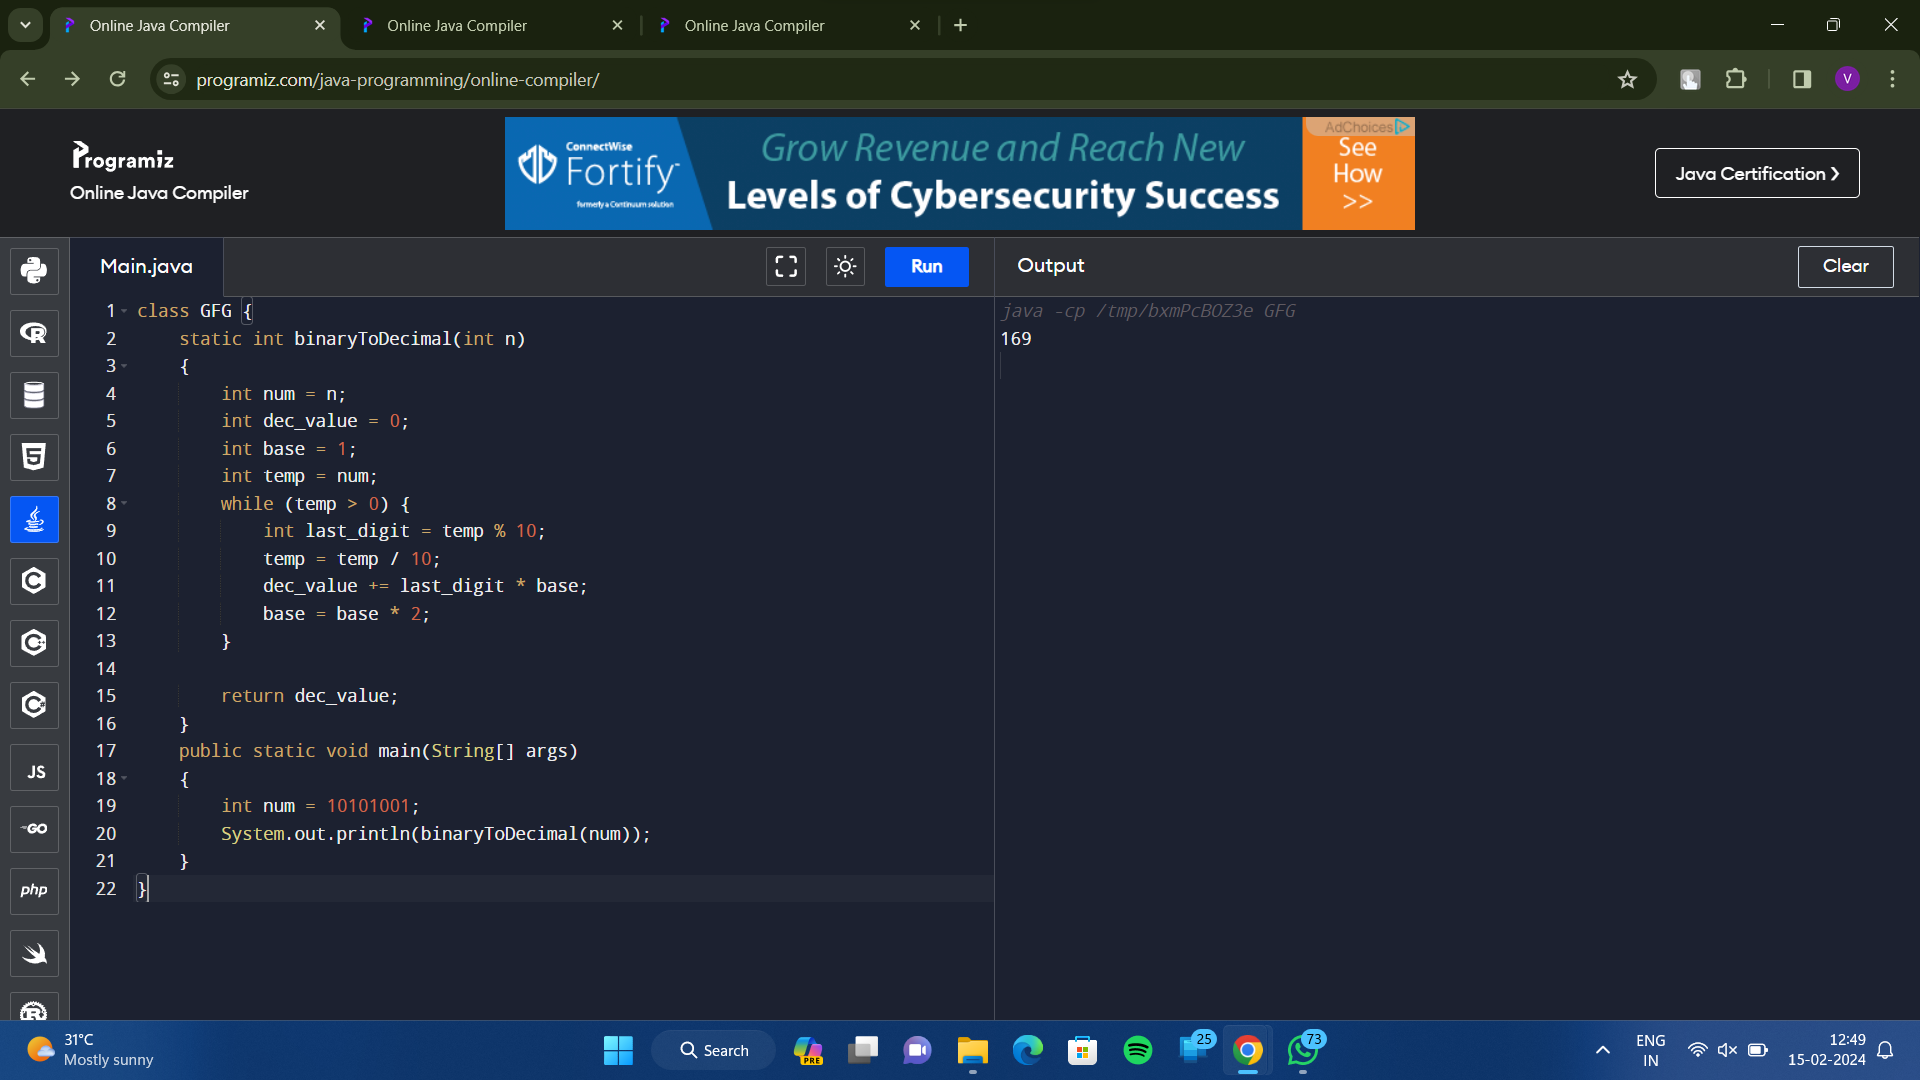 Online Java Compiler
Online Java Compiler
Online Java Compiler
programiz.com/java-programming/online-compiler/
V
Programiz
Online Java Compiler
ConnectWise
Fortify
formerly a Continuum solution
Grow Revenue and Reach New
Levels of Cybersecurity Success
AdChoices
See
How
>>
Java Certification ❯
Main.java
Run
Output
Clear
1 class GFG {
2     static int binaryToDecimal(int n)
3     {
4         int num = n;
5         int dec_value = 0;
6         int base = 1;
7         int temp = num;
8         while (temp > 0) {
9             int last_digit = temp % 10;
10             temp = temp / 10;
11             dec_value += last_digit * base;
12             base = base * 2;
13         }
14
15         return dec_value;
16     }
17     public static void main(String[] args)
18     {
19         int num = 10101001;
20         System.out.println(binaryToDecimal(num));
21     }
22 }
java -cp /tmp/bxmPcBOZ3e GFG
169
R
5
C
C++
C#
JS
GO
php
R
31°C
Mostly sunny
Search
PRE
25
73
ENG
IN
12:49
15-02-2024